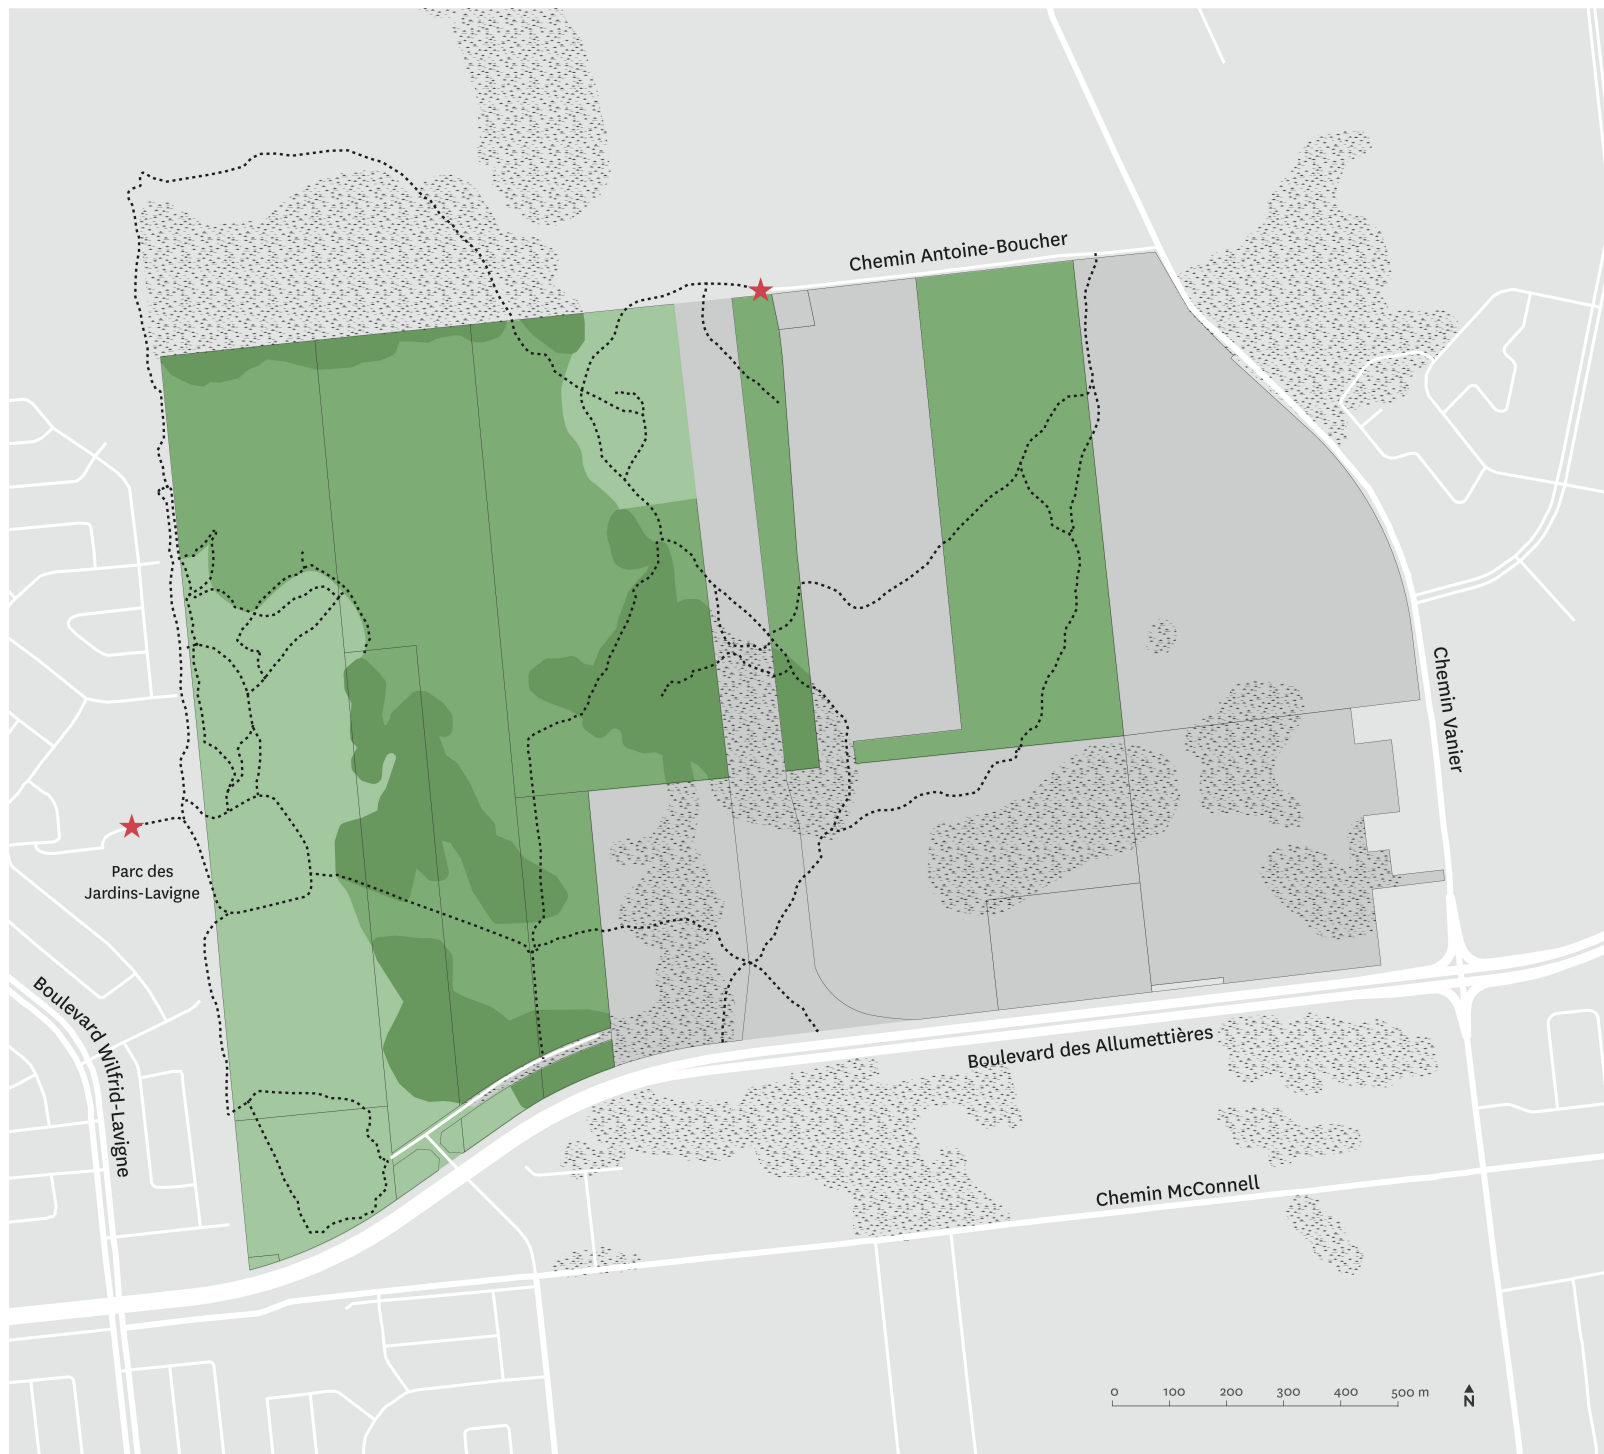 Chemin Antoine-Boucher
Chemin Vanier
Parc des
Jardins-Lavigne
Boulevard Wilfrid-Lavigne
Boulevard des Allumettières
Chemin McConnell
0 100 200 300 400 500 m
N